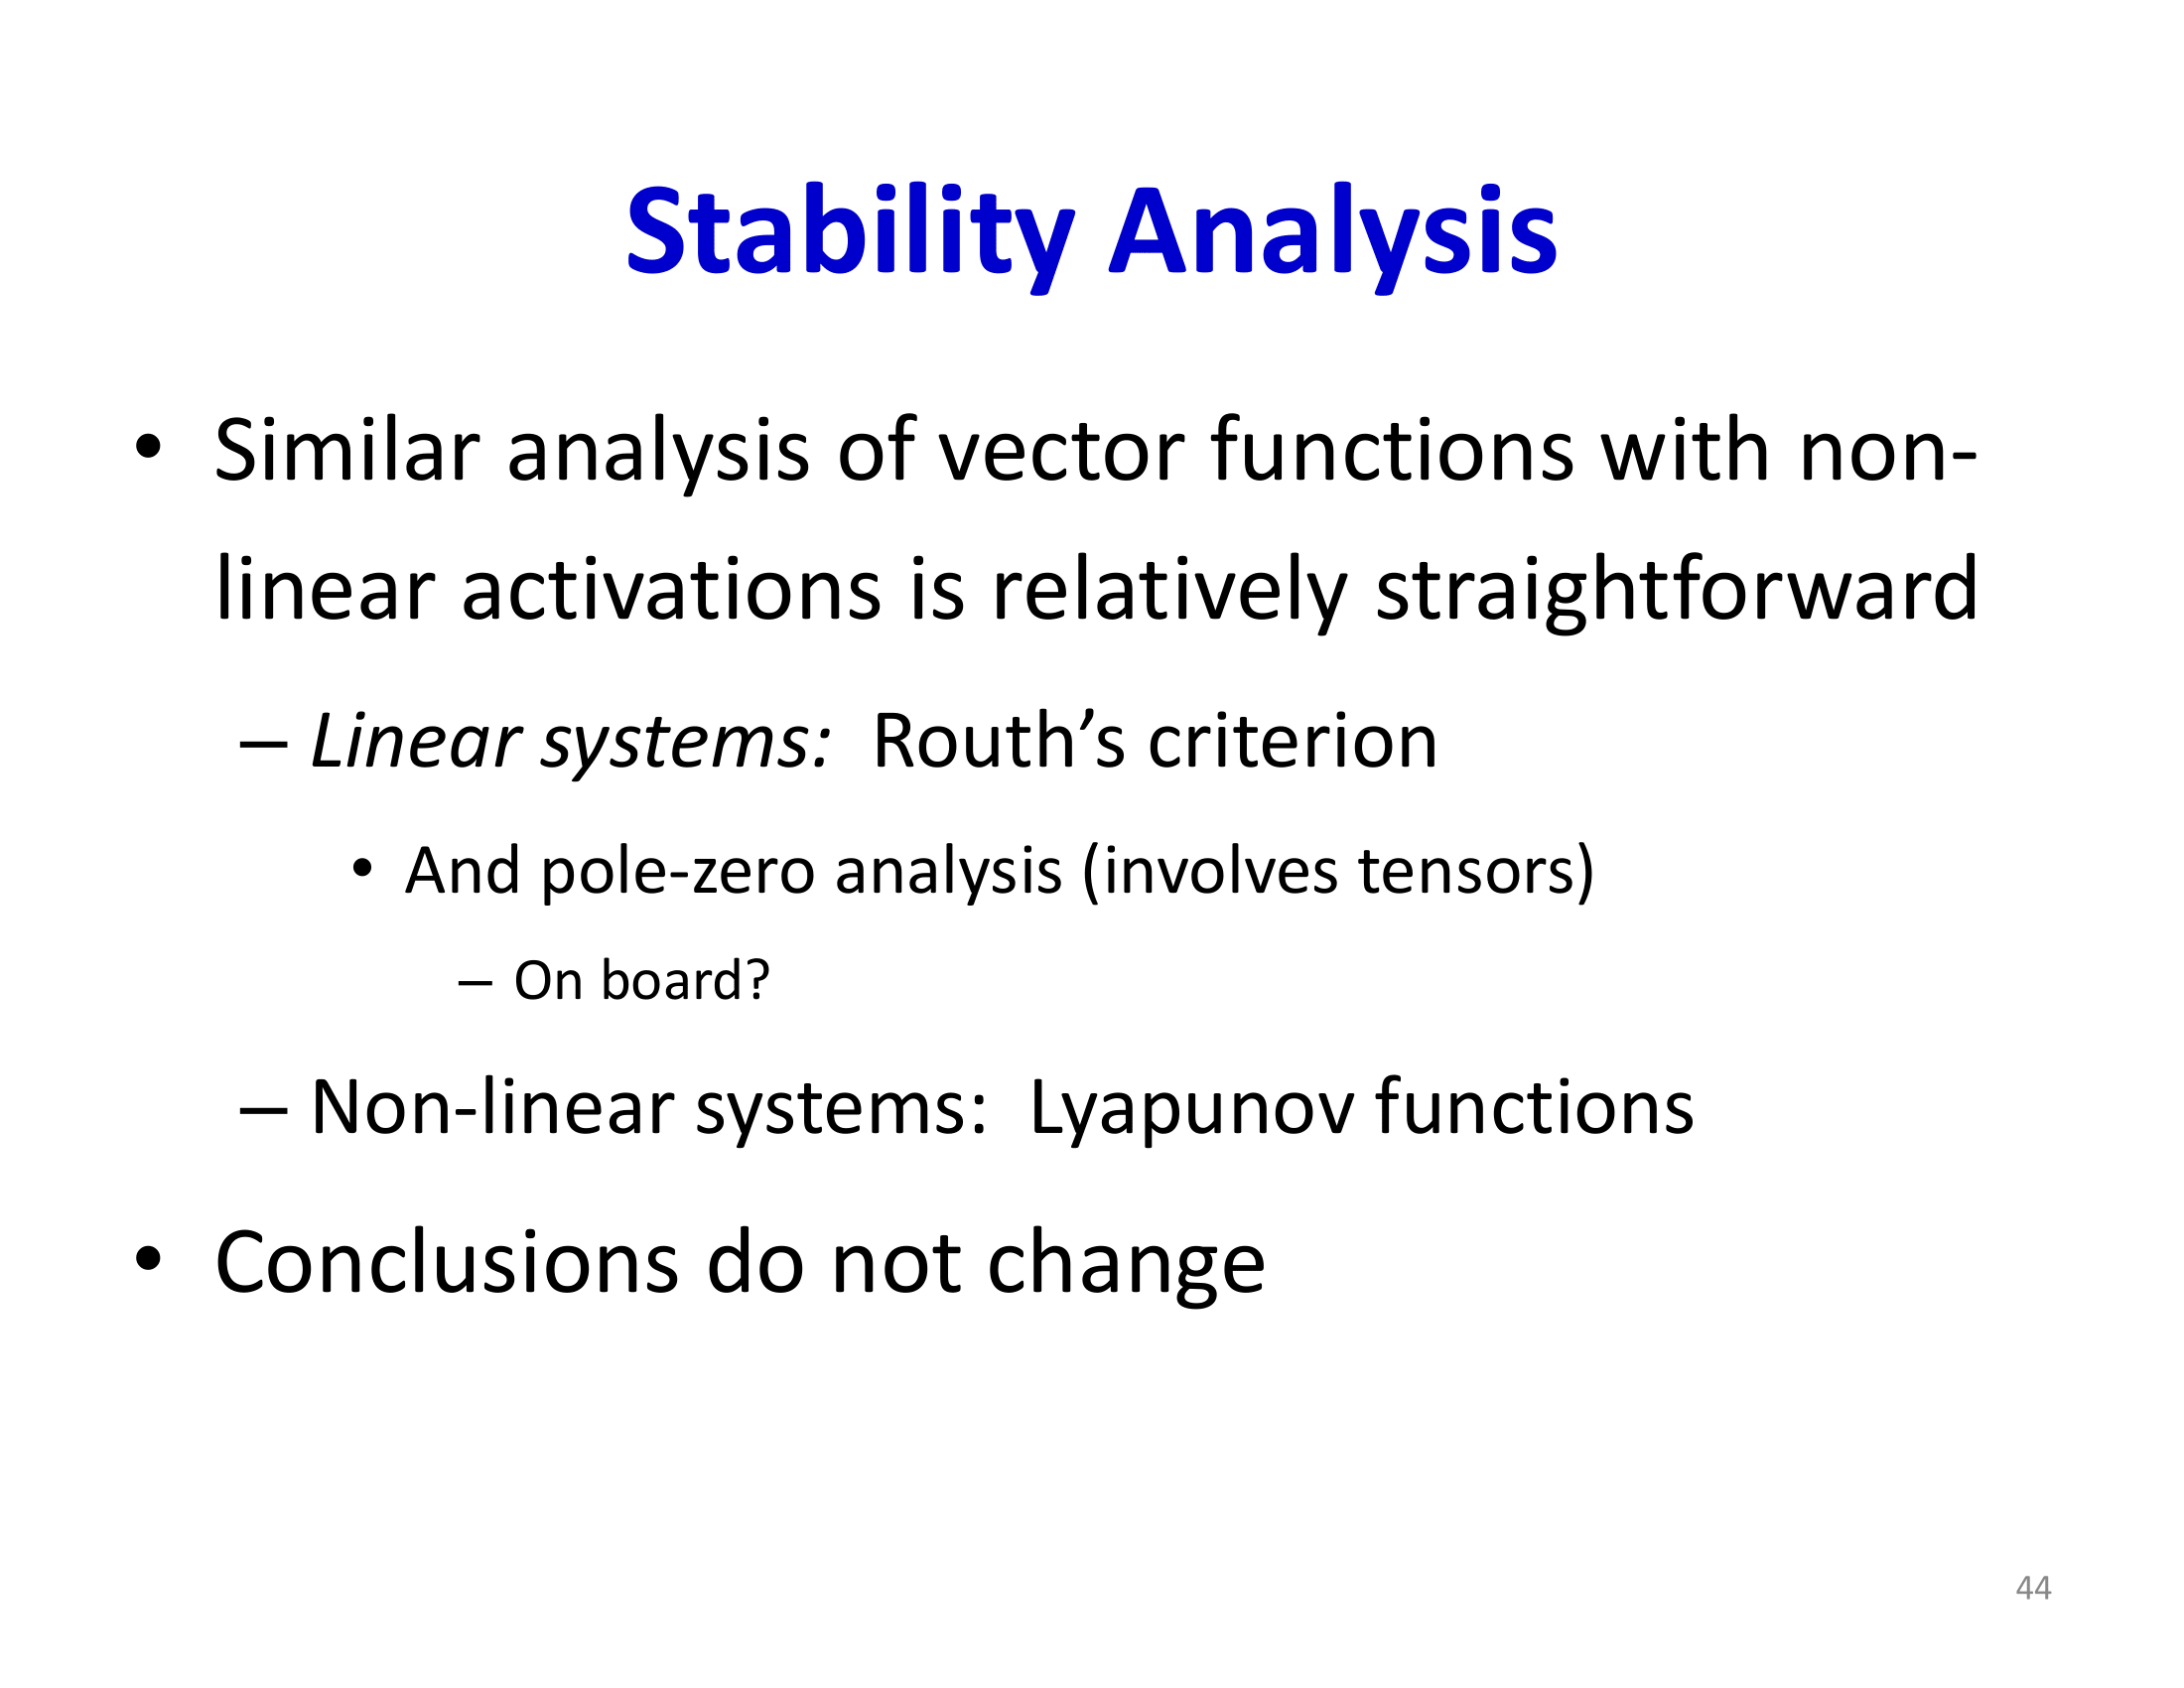 Stability Analysis
• Similar analysis of vector functions with non-
linear activations is relatively straightforward
– Linear systems: Routh’s criterion
• And pole-zero analysis (involves tensors)
– On board?
– Non-linear systems: Lyapunov functions
• Conclusions do not change
44